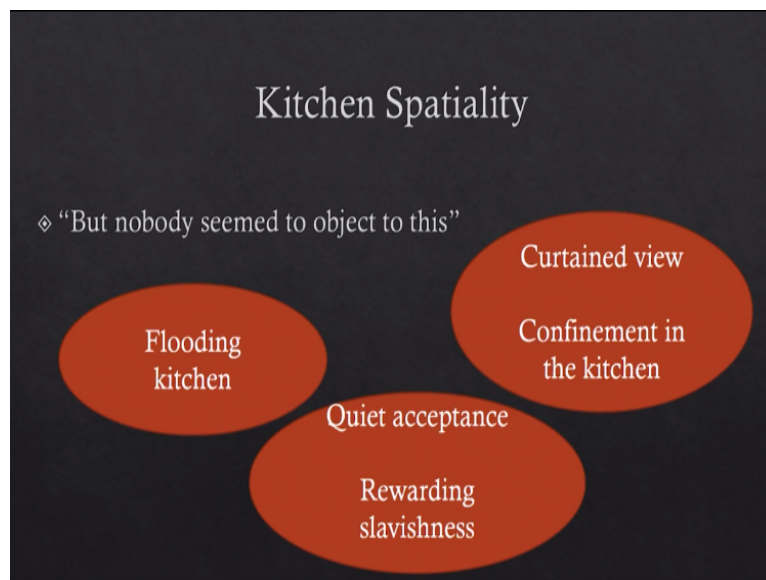 Kitchen Spatiality
“But nobody seemed to object to this”
Curtained view
Confinement in
the kitchen
Flooding
kitchen
Quiet acceptance
Rewarding
slavishness